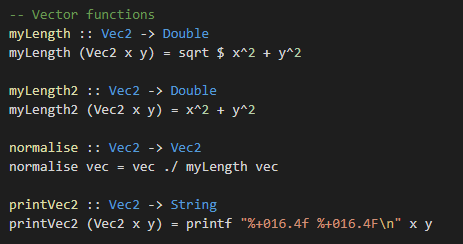 -- Vector functions
myLength :: Vec2 -> Double
myLength (Vec2 x y) = sqrt $ x^2 + y^2
myLength2 :: Vec2 -> Double
myLength2 (Vec2 x y) = x^2 + y^2
normalise :: Vec2 -> Vec2
normalise vec = vec ./ myLength vec
printVec2 :: Vec2 -> String
printVec2 (Vec2 x y) = printf "%+016.4f %+016.4F\n" x y